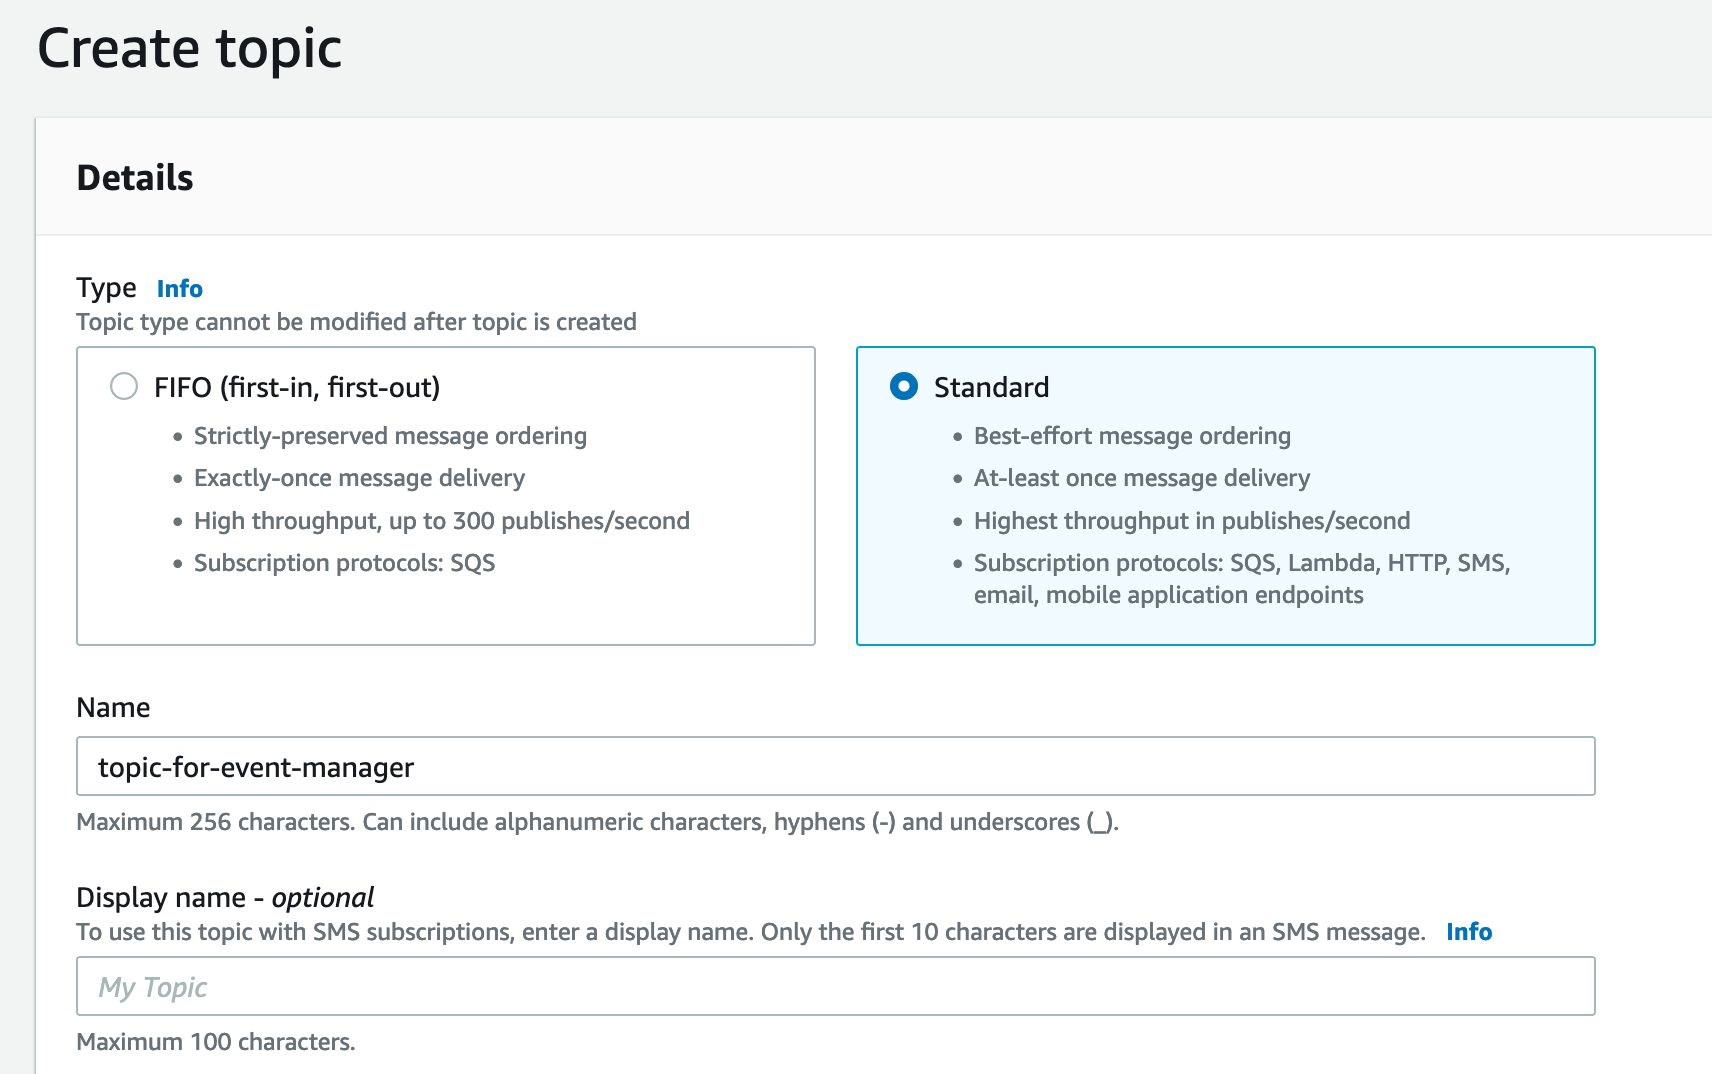 Create topic
Details
Type Info
Topic type cannot be modified after topic is created
FIFO (first-in, first-out)
• Strictly-preserved message ordering
• Exactly-once message delivery
• High throughput, up to 300 publishes/second
• Subscription protocols: SQS
Standard
• Best-effort message ordering
• At-least once message delivery
• Highest throughput in publishes/second
• Subscription protocols: SQS, Lambda, HTTP, SMS,
email, mobile application endpoints
Name
topic-for-event-manager
Maximum 256 characters. Can include alphanumeric characters, hyphens (-) and underscores (_).
Display name - optional
To use this topic with SMS subscriptions, enter a display name. Only the first 10 characters are displayed in an SMS message. Info
My Topic
Maximum 100 characters.